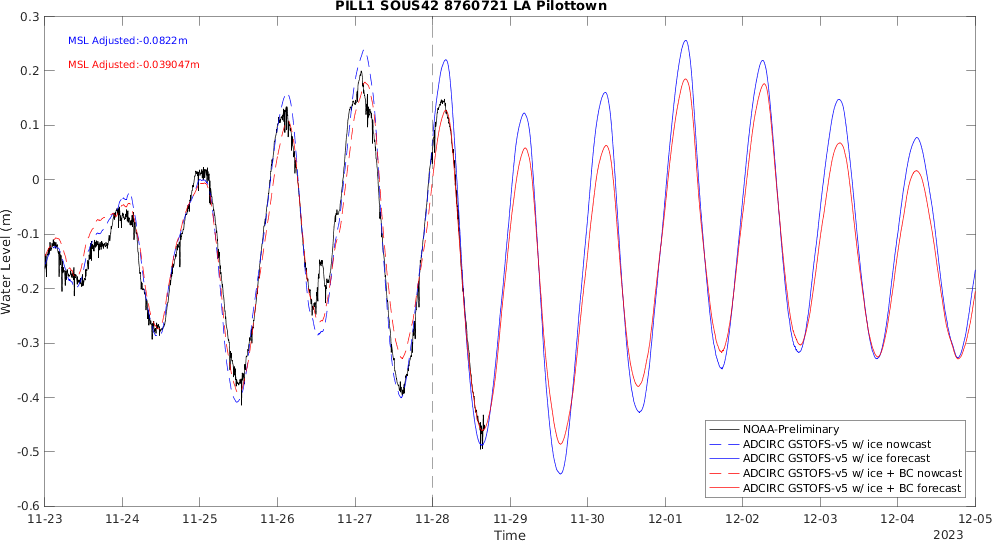 PILL1 SOUS42 8760721 LA Pilottown
MSL Adjusted:-0.0822m
MSL Adjusted:-0.039047m
Water Level (m)
0.3
0.2
0.1
0
-0.1
-0.2
-0.3
-0.4
-0.5
-0.6
NOAA-Preliminary
ADCIRC GSTOFS-v5 w/ ice nowcast
ADCIRC GSTOFS-v5 w/ ice forecast
ADCIRC GSTOFS-v5 w/ ice + BC nowcast
ADCIRC GSTOFS-v5 w/ ice + BC forecast
11-23 11-24 11-25 11-26 11-27 11-28 11-29 11-30 12-01 12-02 12-03 12-04 12-05
Time
2023